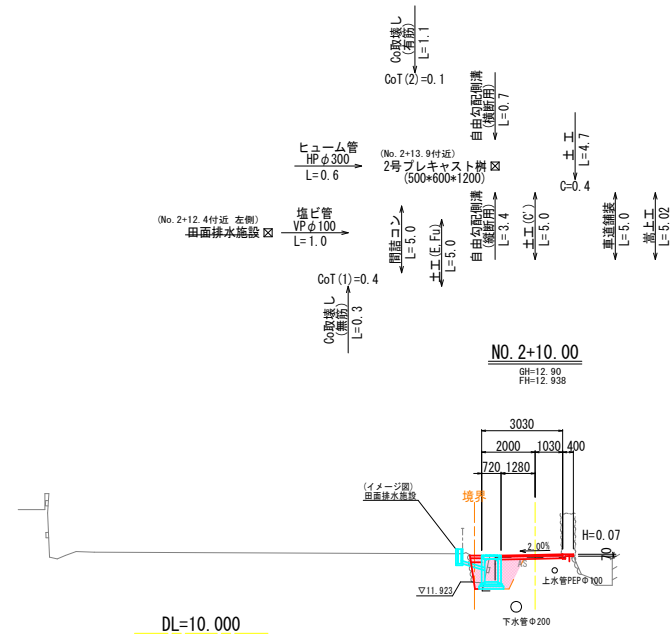 Co取壊し
(有筋)
L=1.1
CoT(2)=0.1
自由勾配側溝
(横断用)
L=0.7
土 工
L=4.7
C=0.4
ヒューム管
HPφ300
L=0.6
(No.2+13.9付近)
2号プレキャスト桝
(500*600*1200)
(No.2+12.4付近 左側)
田面排水施設
塩ビ管
VPφ100
L=1.0
間詰コン
L=5.0
土工(E,Fu)
L=5.0
自由勾配側溝
(縦断用)
L=3.4
土工(C')
L=5.0
車道舗装
L=5.0
嵩上工
L=5.02
CoT(1)=0.4
Co取壊し
(無筋)
L=0.3
NO.2+10.00
GH=12.90
FH=12.938
3030
2000
1030
400
720
1280
(イメージ図)
田面排水施設
境界
H=0.07
2.00%
70
AS
上水管PEPΦ100
▽11.923
下水管Φ200
DL=10.000